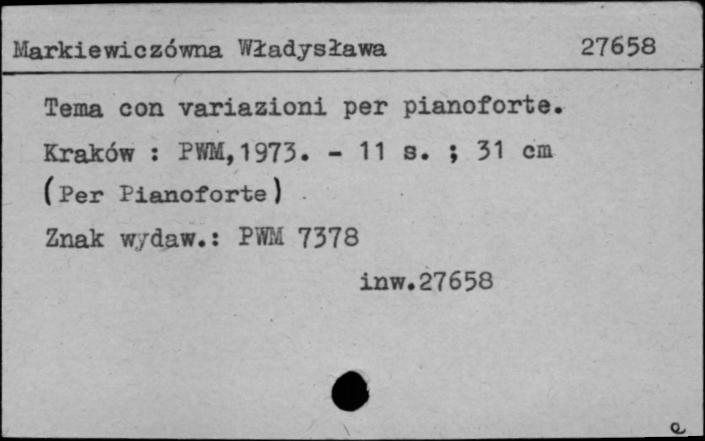 Markiewiczówna Władysława 27658
Tema con variazioni per pianoforte.
Kraków : PWM,1973. - 11 s. ; 31 cm
(Per Pianoforte)
Znak wydaw.: PWM 7378
inw.27658
e